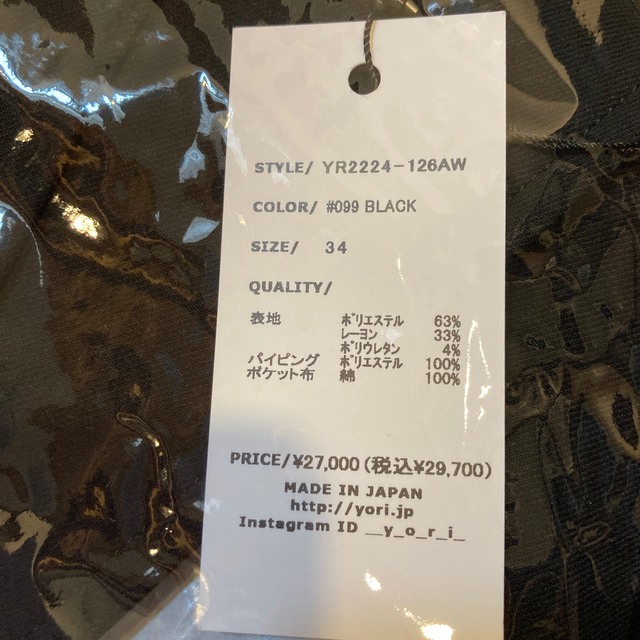 STYLE/ YR2224-126AW
COLOR/ #099 BLACK
SIZE/ 34
QUALITY/
表地 ポリエステル 63%
レーヨン 33%
ポリウレタン 4%
パイピング ポリエステル 100%
ポケット布 綿 100%
PRICE/¥27,000(税込¥29,700)
MADE IN JAPAN
http://yori.jp
Instagram ID __y_o_r_i_